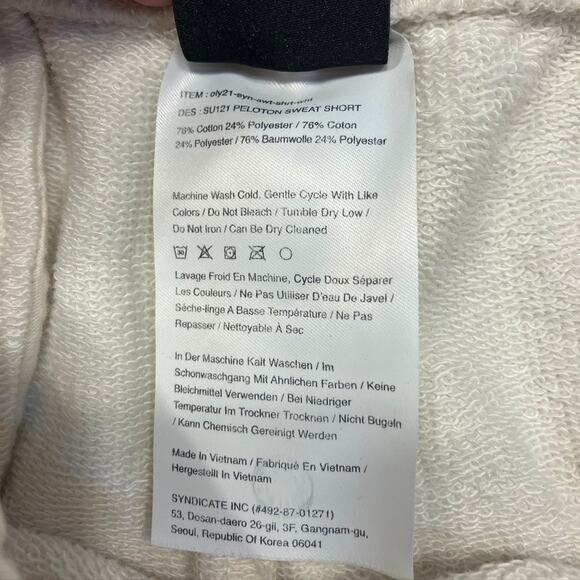 ITEM : oly21-syn-swt-shrt-wht
DES : SU121 PELOTON SWEAT SHORT
76% Cotton 24% Polyester / 76% Coton
24% Polyester / 76% Baumwolle 24% Polyester
Machine Wash Cold, Gentle Cycle With Like
Colors / Do Not Bleach / Tumble Dry Low /
Do Not Iron / Can Be Dry Cleaned
30
Lavage Froid En Machine, Cycle Doux Séparer
Les Couleurs / Ne Pas Utiliser D'eau De Javel /
Sèche-linge A Basse Température / Ne Pas
Repasser / Nettoyable À Sec
In Der Maschine Kalt Waschen / Im
Schonwaschgang Mit Ahnlichen Farben / Keine
Bleichmittel Verwenden / Bei Niedriger
Temperatur Im Trockner Trocknen / Nicht Bugeln
/ Kann Chemisch Gereinigt Werden
Made In Vietnam / Fabriqué En Vietnam /
Hergestellt In Vietnam
SYNDICATE INC (#492-87-01271)
53, Dosan-daero 26-gil, 3F, Gangnam-gu,
Seoul, Republic Of Korea 06041